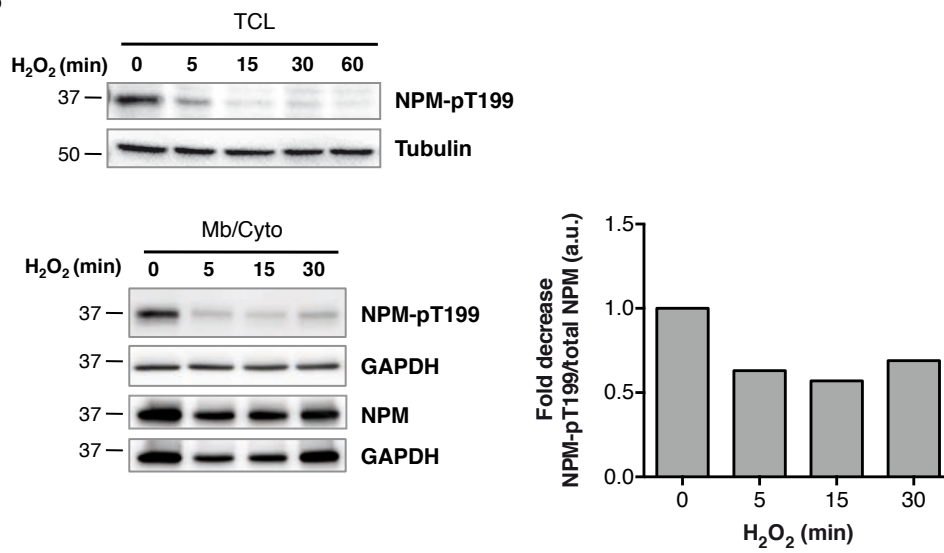 TCL
H2O2 (min) 0 5 15 30 60
37 NPM-pT199
50 Tubulin
Mb/Cyto
H2O2 (min) 0 5 15 30
37 NPM-pT199
37 GAPDH
37 NPM
37 GAPDH
Fold decrease
NPM-pT199/total NPM (a.u.)
1.5
1.0
0.5
0.0
0 5 15 30
H2O2 (min)